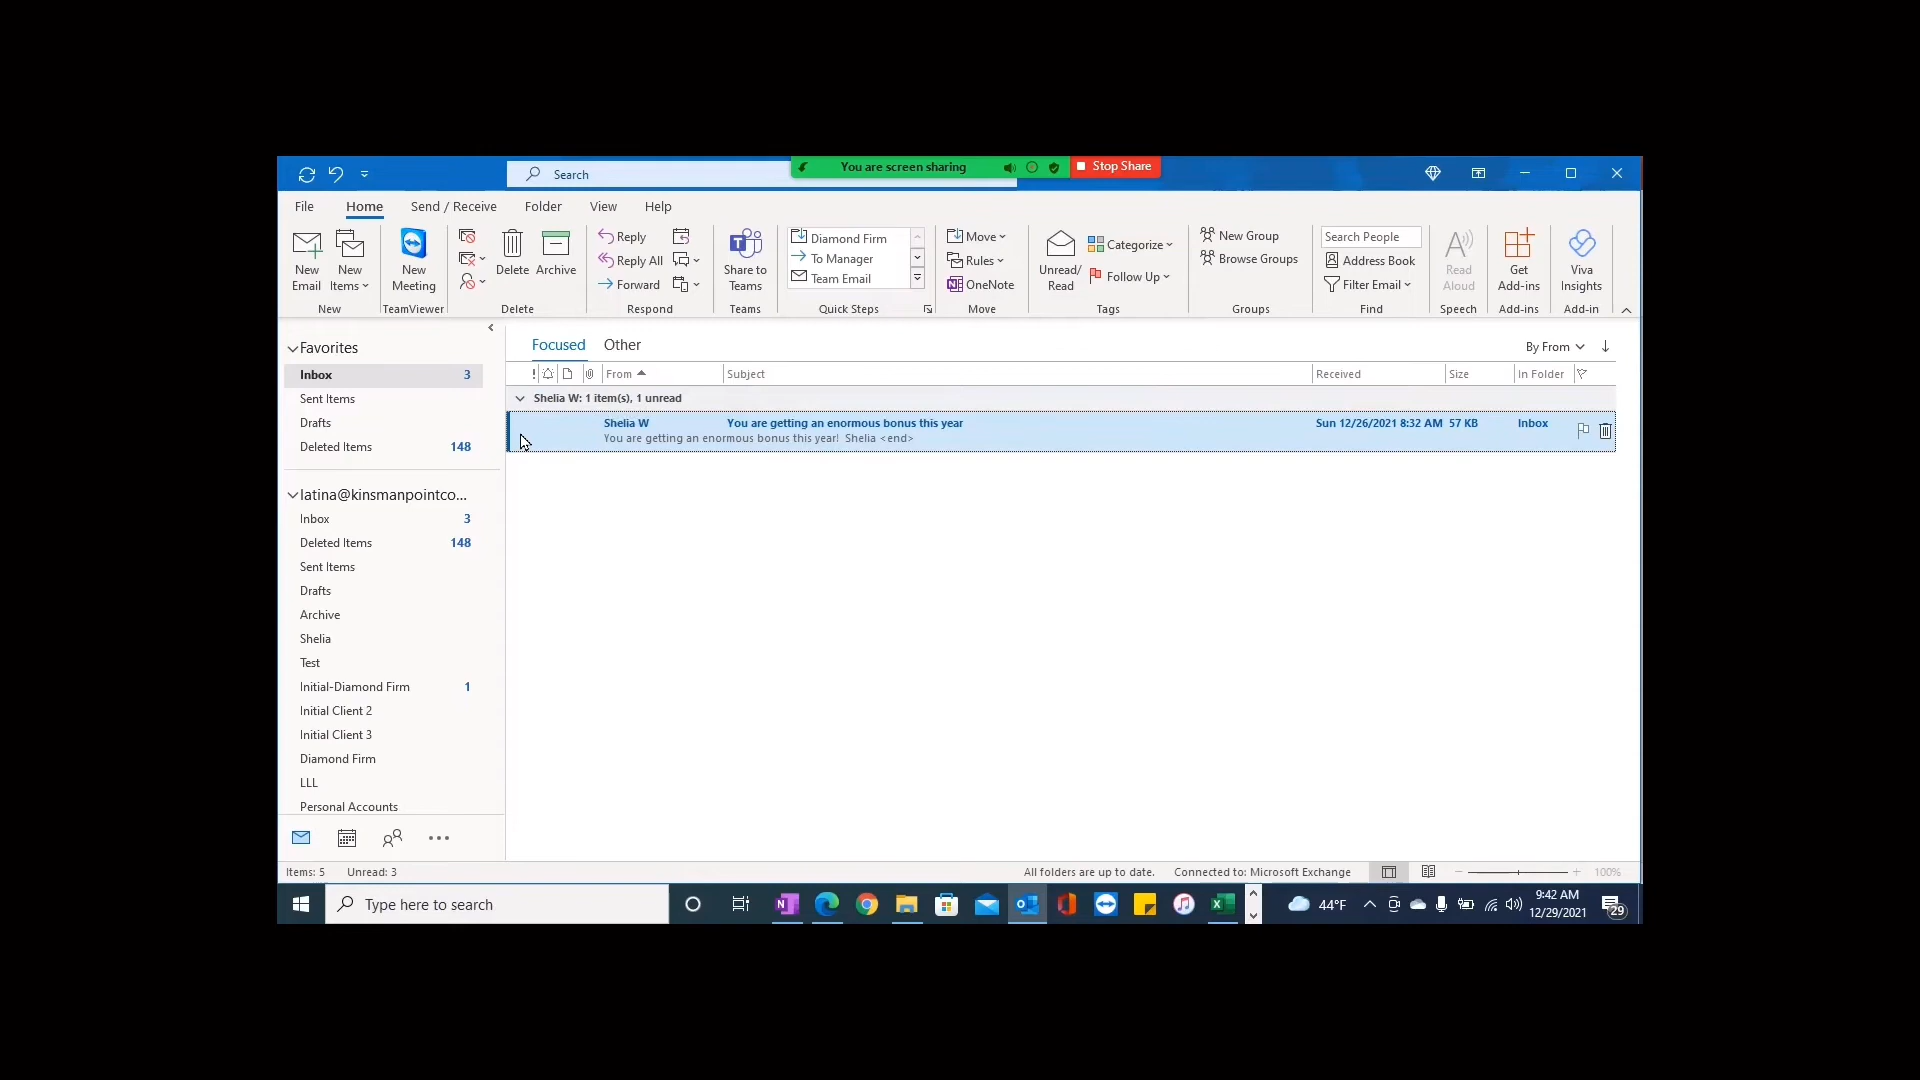 Search
You are screen sharing
Stop Share
File Home Send / Receive Folder View Help
New Email
New Items
New
New Meeting
TeamViewer
Delete
Archive
Delete
Reply
Reply All
Forward
Respond
Share to Teams
Teams
Diamond Firm
To Manager
Team Email
Quick Steps
Move
Rules
OneNote
Move
Unread/ Read
Categorize
Follow Up
Tags
New Group
Browse Groups
Groups
Search People
Address Book
Filter Email
Find
Read Aloud
Speech
Get Add-ins
Add-ins
Viva Insights
Add-in
Favorites
Inbox 3
Sent Items
Drafts
Deleted Items 148
latina@kinsmanpointco...
Inbox 3
Deleted Items 148
Sent Items
Drafts
Archive
Shelia
Test
Initial-Diamond Firm 1
Initial Client 2
Initial Client 3
Diamond Firm
LLL
Personal Accounts
Focused Other By From
! From Subject Received Size In Folder
Shelia W: 1 item(s), 1 unread
Shelia W You are getting an enormous bonus this year Sun 12/26/2021 8:32 AM 57 KB Inbox
You are getting an enormous bonus this year! Shelia <end>
Items: 5 Unread: 3 All folders are up to date. Connected to: Microsoft Exchange 100%
Type here to search
44°F
9:42 AM
12/29/2021
29